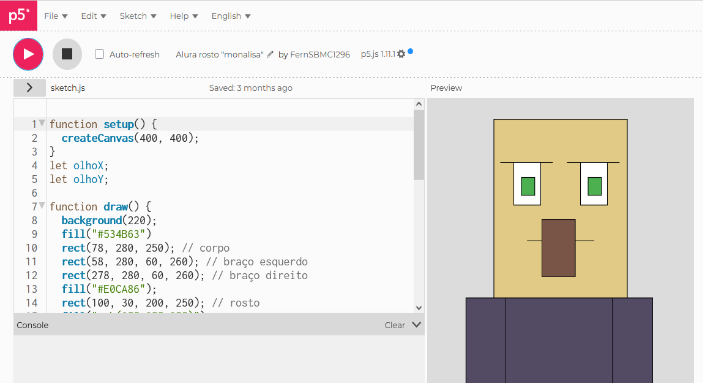 p5* File Edit Sketch Help English
Auto-refresh Alura rosto "monalisa" by FernSBMC1296 p5.js 1.11.1
sketch.js Saved: 3 months ago Preview
1 function setup() {
2 createCanvas(400, 400);
3 }
4 let olhoX;
5 let olhoY;
6
7 function draw() {
8 background(220);
9 fill("#534B63")
10 rect(78, 280, 250); // corpo
11 rect(58, 280, 60, 260); // braço esquerdo
12 rect(278, 280, 60, 260); // braço direito
13 fill("#E0CA86");
14 rect(100, 30, 200, 250); // rosto
Console Clear